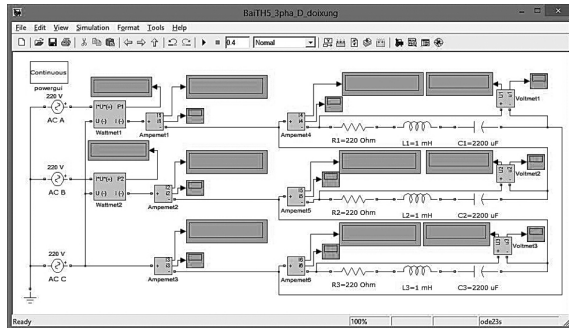 BaiTH5_3pha_D_doixung
File Edit View Simulation Format Tools Help
0.4 Normal
Continuous
powergui
220 V
AC A
Wattmet1
Ampemet1
Ampemet4
R1=220 Ohm
L1=1 mH
C1=2200 uF
Voltmet1
220 V
AC B
Wattmet2
Ampemet2
Ampemet5
R2=220 Ohm
L2=1 mH
C2=2200 uF
Voltmet2
220 V
AC C
Ampemet3
Ampemet6
R3=220 Ohm
L3=1 mH
C3=2200 uF
Voltmet3
Ready 100% ode23s